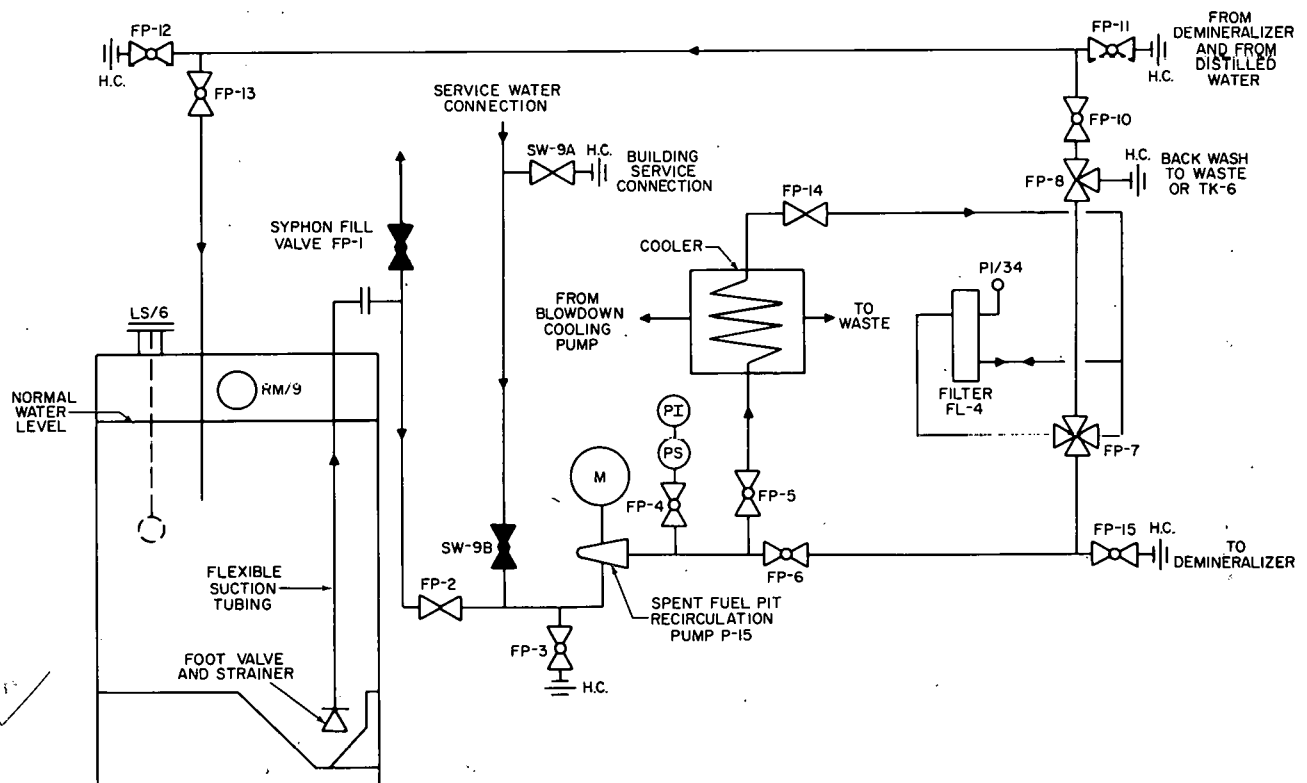 FP-12
H.C.
FP-13
FP-11
H.C.
FROM
DEMINERALIZER
AND FROM
DISTILLED
WATER
FP-10
SERVICE WATER
CONNECTION
SW-9A
H.C.
BUILDING
SERVICE
CONNECTION
FP-8
H.C.
BACK WASH
TO WASTE
OR TK-6
FP-14
SYPHON FILL
VALVE FP-1
COOLER
PI/34
FROM
BLOWDOWN
COOLING
PUMP
TO
WASTE
LS/6
RM/9
FILTER
FL-4
NORMAL
WATER
LEVEL
PI
PS
FP-7
M
FP-4
FP-5
SW-9B
FP-15
H.C.
TO
DEMINERALIZER
FP-6
FLEXIBLE
SUCTION
TUBING
FP-2
SPENT FUEL PIT
RECIRCULATION
PUMP P-15
FP-3
H.C.
FOOT VALVE
AND STRAINER